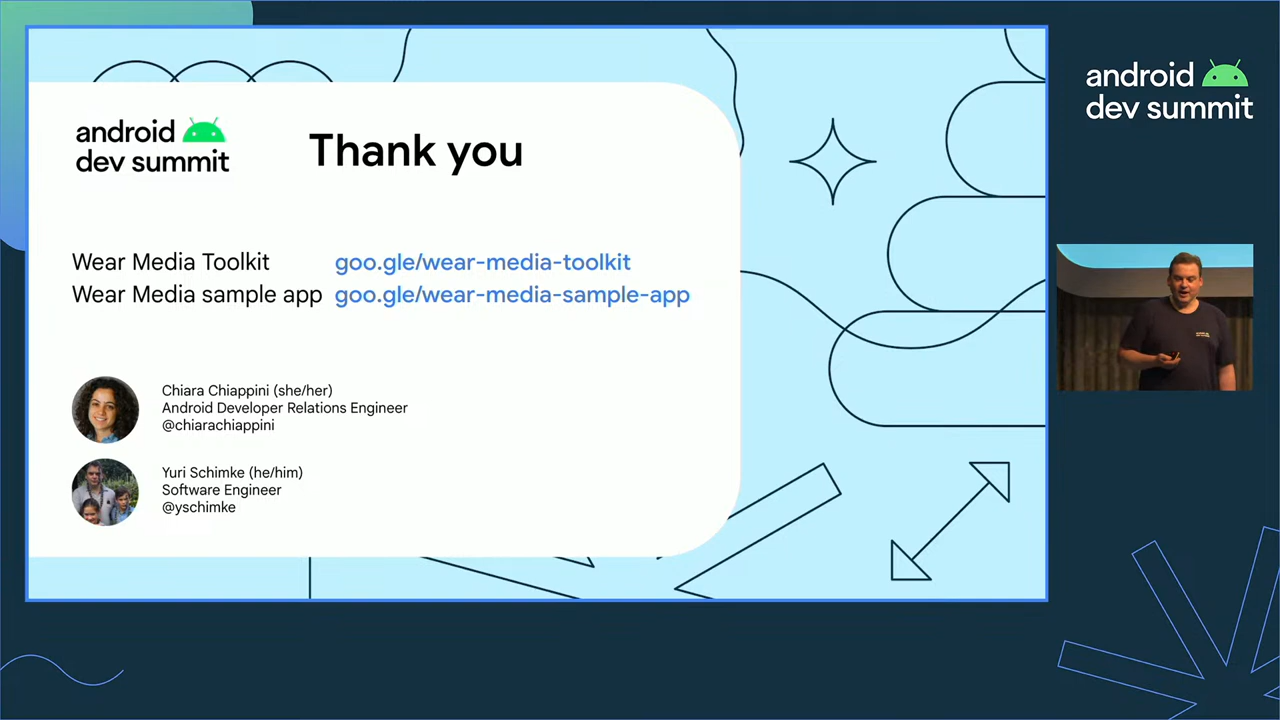 android
dev summit
Thank you
Wear Media Toolkit goo.gle/wear-media-toolkit
Wear Media sample app goo.gle/wear-media-sample-app
Chiara Chiappini (she/her)
Android Developer Relations Engineer
@chiarachiappini
Yuri Schimke (he/him)
Software Engineer
@yschimke
android
dev summit